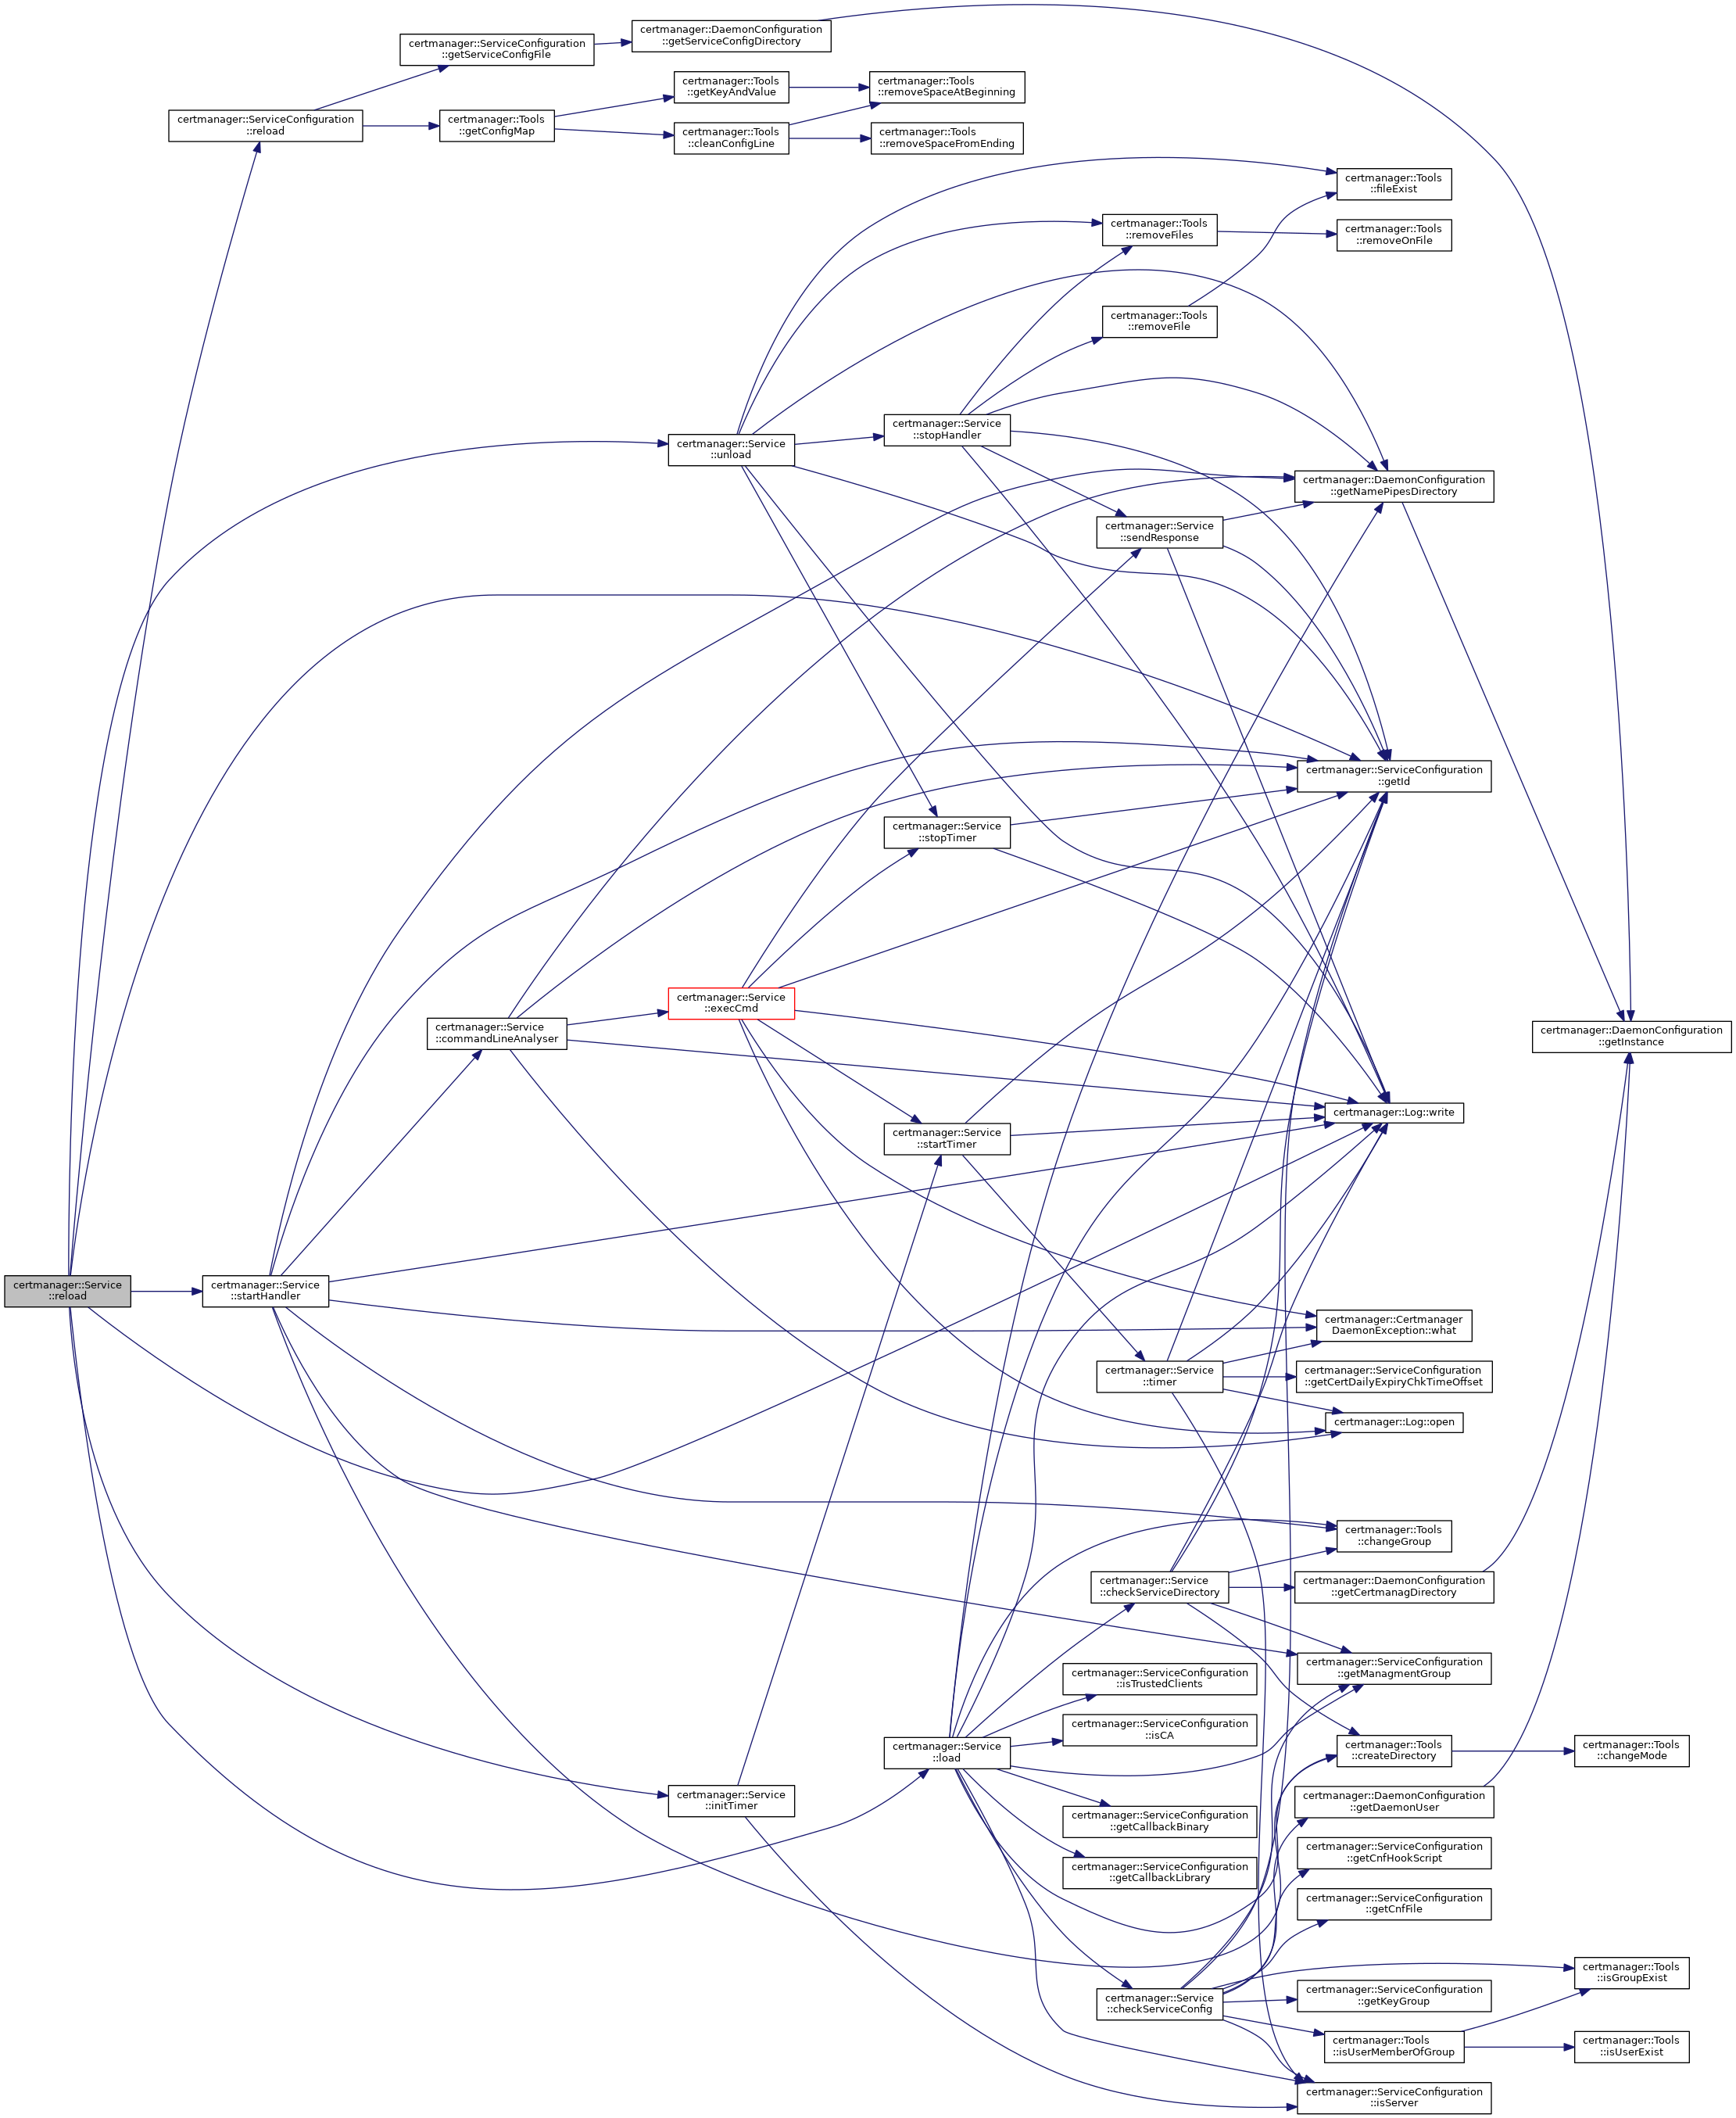 certmanager::DaemonConfiguration
::getServiceConfigDirectory
certmanager::ServiceConfiguration
::getServiceConfigFile
certmanager::Tools
::getKeyAndValue
certmanager::Tools
::removeSpaceAtBeginning
certmanager::ServiceConfiguration
::reload
certmanager::Tools
::getConfigMap
certmanager::Tools
::cleanConfigLine
certmanager::Tools
::removeSpaceFromEnding
certmanager::Tools
::fileExist
certmanager::Tools
::removeFiles
certmanager::Tools
::removeOnFile
certmanager::Tools
::removeFile
certmanager::Service
::unload
certmanager::Service
::stopHandler
certmanager::DaemonConfiguration
::getNamePipesDirectory
certmanager::Service
::sendResponse
certmanager::ServiceConfiguration
::getId
certmanager::Service
::stopTimer
certmanager::Service
::execCmd
certmanager::Service
::commandLineAnalyser
certmanager::DaemonConfiguration
::getInstance
certmanager::Log::write
certmanager::Service
::startTimer
certmanager::Service
::reload
certmanager::Service
::startHandler
certmanager::Certmanager
DaemonException::what
certmanager::Service
::timer
certmanager::ServiceConfiguration
::getCertDailyExpiryChkTimeOffset
certmanager::Log::open
certmanager::Tools
::changeGroup
certmanager::Service
::checkServiceDirectory
certmanager::DaemonConfiguration
::getCertmanagDirectory
certmanager::ServiceConfiguration
::getManagmentGroup
certmanager::ServiceConfiguration
::isTrustedClients
certmanager::ServiceConfiguration
::isCA
certmanager::Service
::load
certmanager::Tools
::createDirectory
certmanager::Tools
::changeMode
certmanager::Service
::initTimer
certmanager::DaemonConfiguration
::getDaemonUser
certmanager::ServiceConfiguration
::getCallbackBinary
certmanager::ServiceConfiguration
::getCnfHookScript
certmanager::ServiceConfiguration
::getCallbackLibrary
certmanager::ServiceConfiguration
::getCnfFile
certmanager::Tools
::isGroupExist
certmanager::Service
::checkServiceConfig
certmanager::ServiceConfiguration
::getKeyGroup
certmanager::Tools
::isUserMemberOfGroup
certmanager::Tools
::isUserExist
certmanager::ServiceConfiguration
::isServer